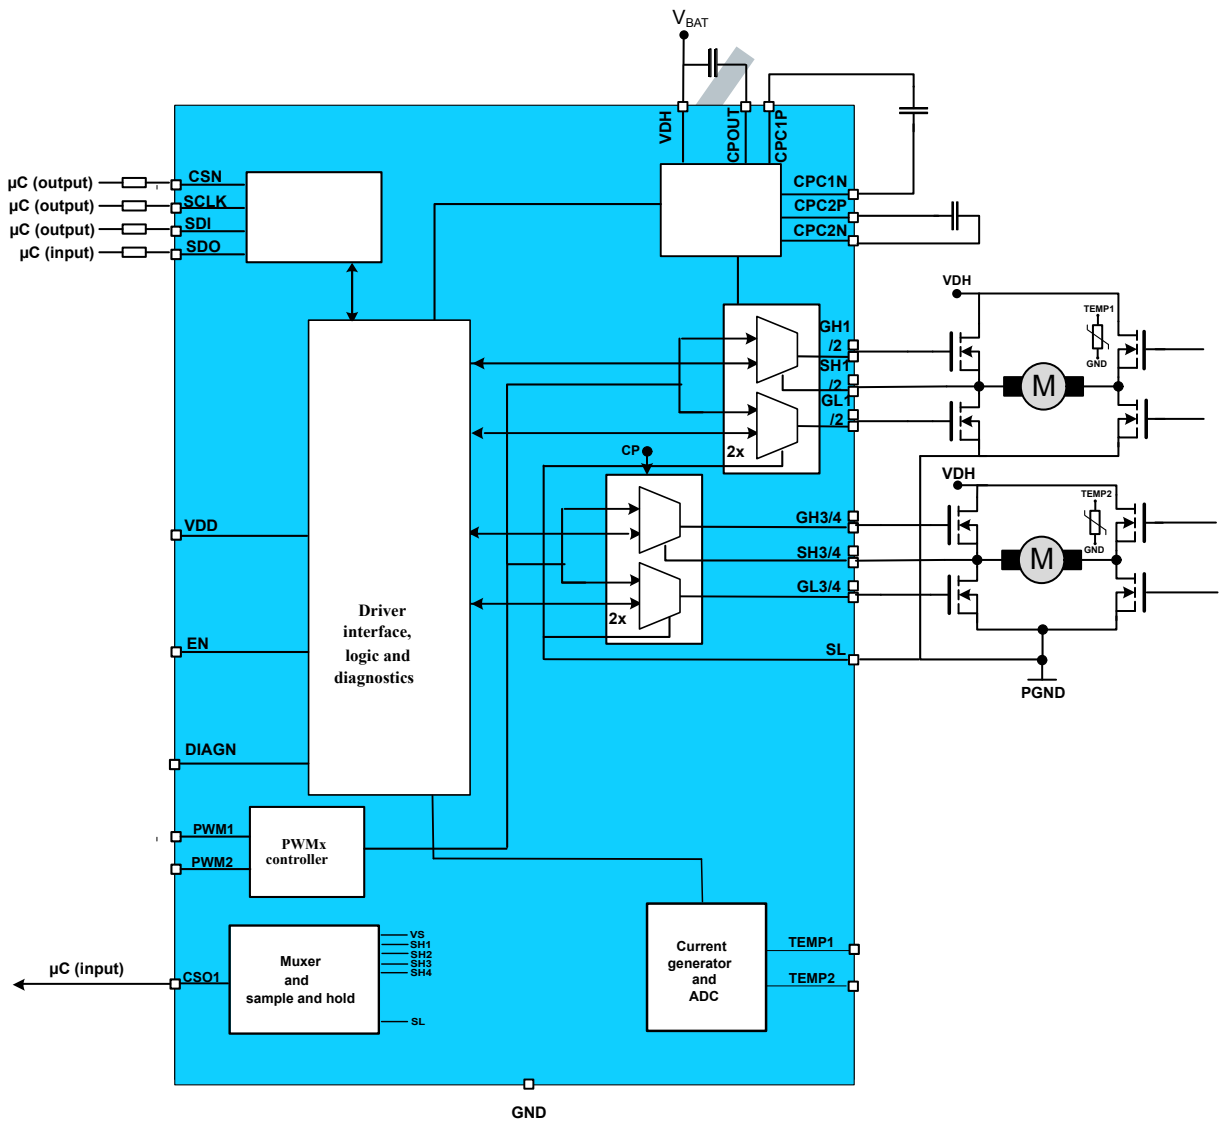 VBAT
VDH
CPOUT
CPC1P
µC (output)
CSN
µC (output)
SCLK
µC (output)
SDI
µC (input)
SDO
CPC1N
CPC2P
CPC2N
VDH
TEMP1
GND
GH1
/2
SH1
/2
GL1
/2
M
2x
CP
VDH
TEMP2
GND
GH3/4
SH3/4
GL3/4
M
2x
VDD
Driver
interface,
logic and
diagnostics
EN
SL
PGND
DIAGN
PWM1
PWM2
PWMx
controller
µC (input)
CSO1
Muxer
and
sample and hold
VS
SH1
SH2
SH3
SH4
SL
Current
generator
and
ADC
TEMP1
TEMP2
GND